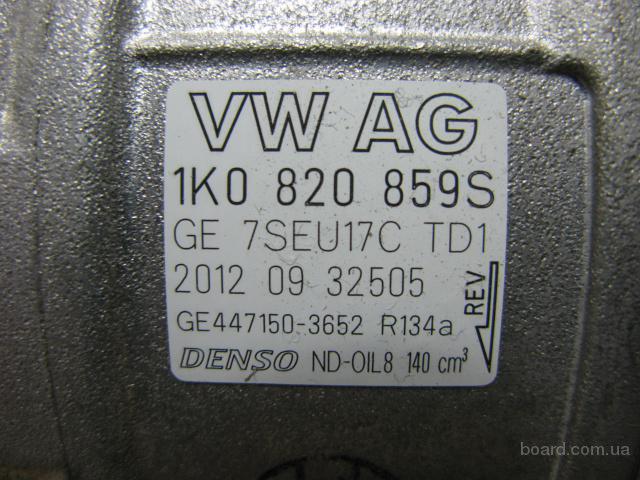 VW AG
1K0 820 859S
GE 7SEU17C TD1
2012 09 32505
REV
GE447150-3652 R134a
DENSO ND-OIL8 140 cm³
board.com.ua